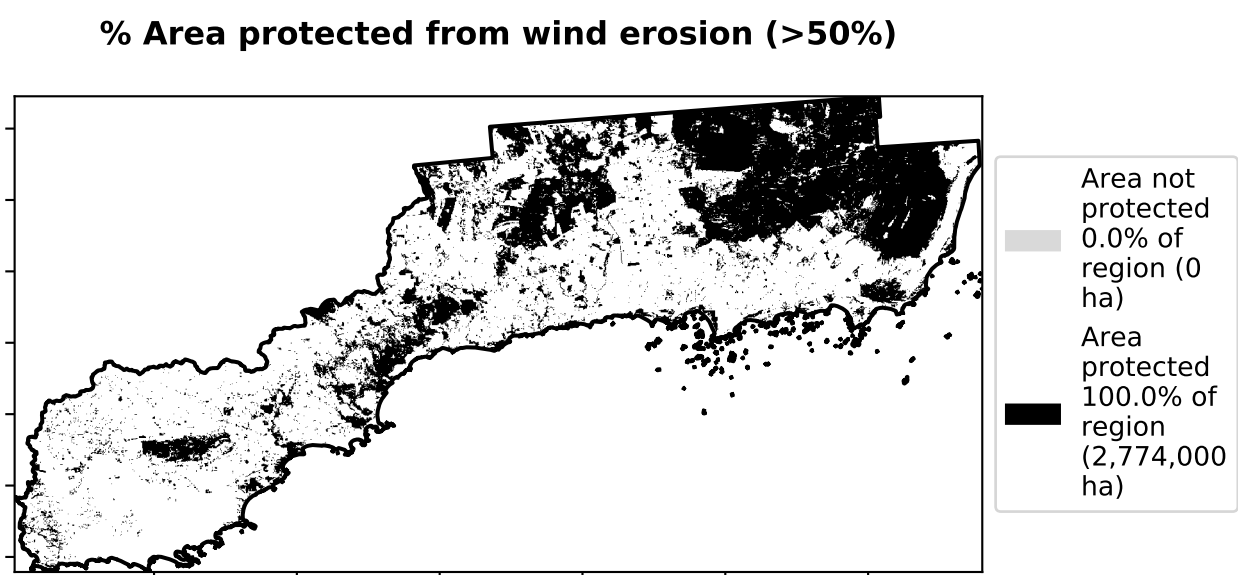 % Area protected from wind erosion (>50%)
Area not
protected
0.0% of
region (0
ha)
Area
protected
100.0% of
region
(2,774,000
ha)